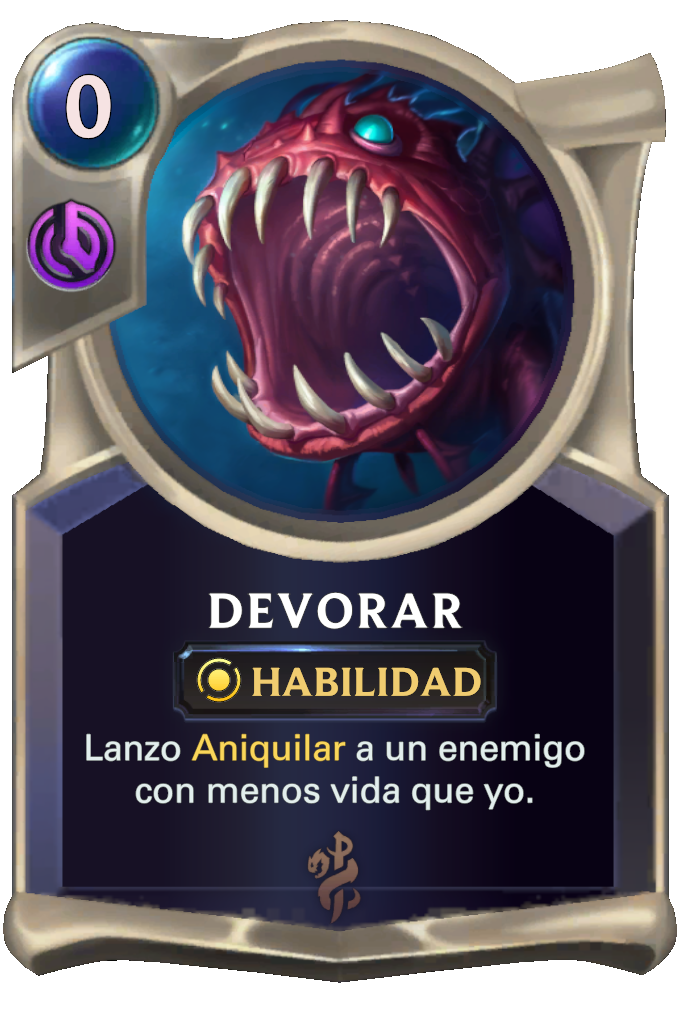 0
DEVORAR
HABILIDAD
Lanzo Aniquilar a un enemigo
con menos vida que yo.